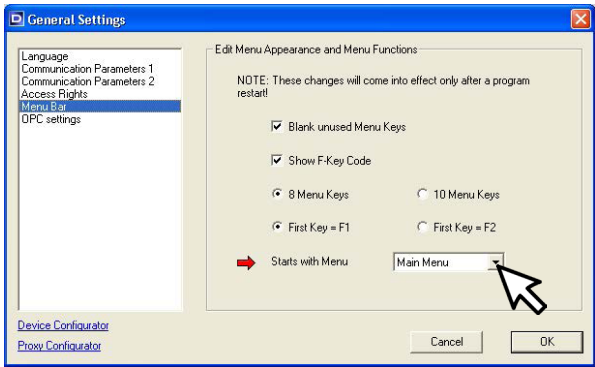 General Settings
Language
Communication Parameters 1
Communication Parameters 2
Access Rights
Menu Bar
OPC settings
Edit Menu Appearance and Menu Functions
NOTE: These changes will come into effect only after a program
restart!
Blank unused Menu Keys
Show F-Key Code
8 Menu Keys
10 Menu Keys
First Key = F1
First Key = F2
Starts with Menu
Main Menu
Device Configurator
Proxy Configurator
Cancel
OK